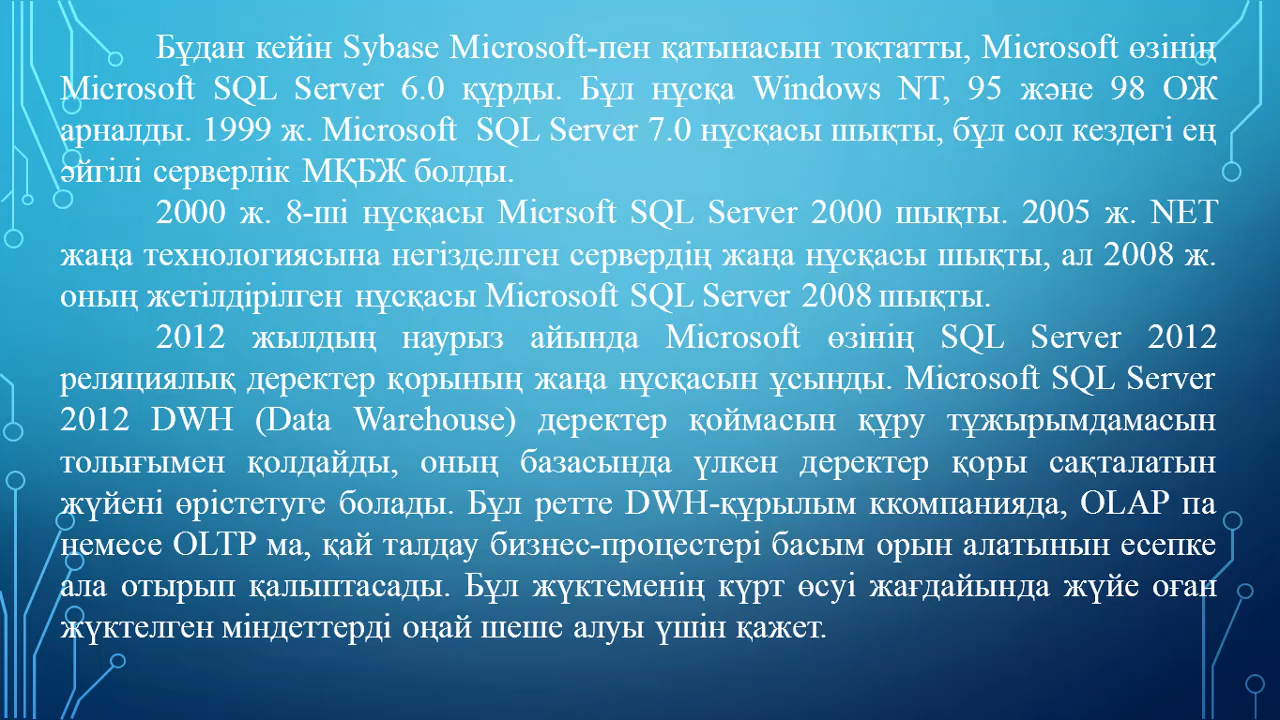 Бұдан кейін Sybase Microsoft-пен қатынасын тоқтатты, Microsoft өзінің
Microsoft SQL Server 6.0 құрды. Бұл нұсқа Windows NT, 95 және 98 ОЖ
арналды. 1999 ж. Microsoft SQL Server 7.0 нұсқасы шықты, бұл сол кездегі ең
әйгілі серверлік МҚБЖ болды.
2000 ж. 8-ші нұсқасы Micrsoft SQL Server 2000 шықты. 2005 ж. NET
жаңа технологиясына негізделген сервердің жаңа нұсқасы шықты, ал 2008 ж.
оның жетілдірілген нұсқасы Microsoft SQL Server 2008 шықты.
2012 жылдың наурыз айында Microsoft өзінің SQL Server 2012
реляциялық деректер қорының жаңа нұсқасын ұсынды. Microsoft SQL Server
2012 DWH (Data Warehouse) деректер қоймасын құру тұжырымдамасын
толығымен қолдайды, оның базасында үлкен деректер қоры сақталатын
жүйені өрістетуге болады. Бұл ретте DWH-құрылым ккомпанияда, OLAP па
немесе OLTP ма, қай талдау бизнес-процестері басым орын алатынын есепке
ала отырып қалыптасады. Бұл жүктеменің күрт өсуі жағдайында жүйе оған
жүктелген міндеттерді оңай шеше алуы үшін қажет.